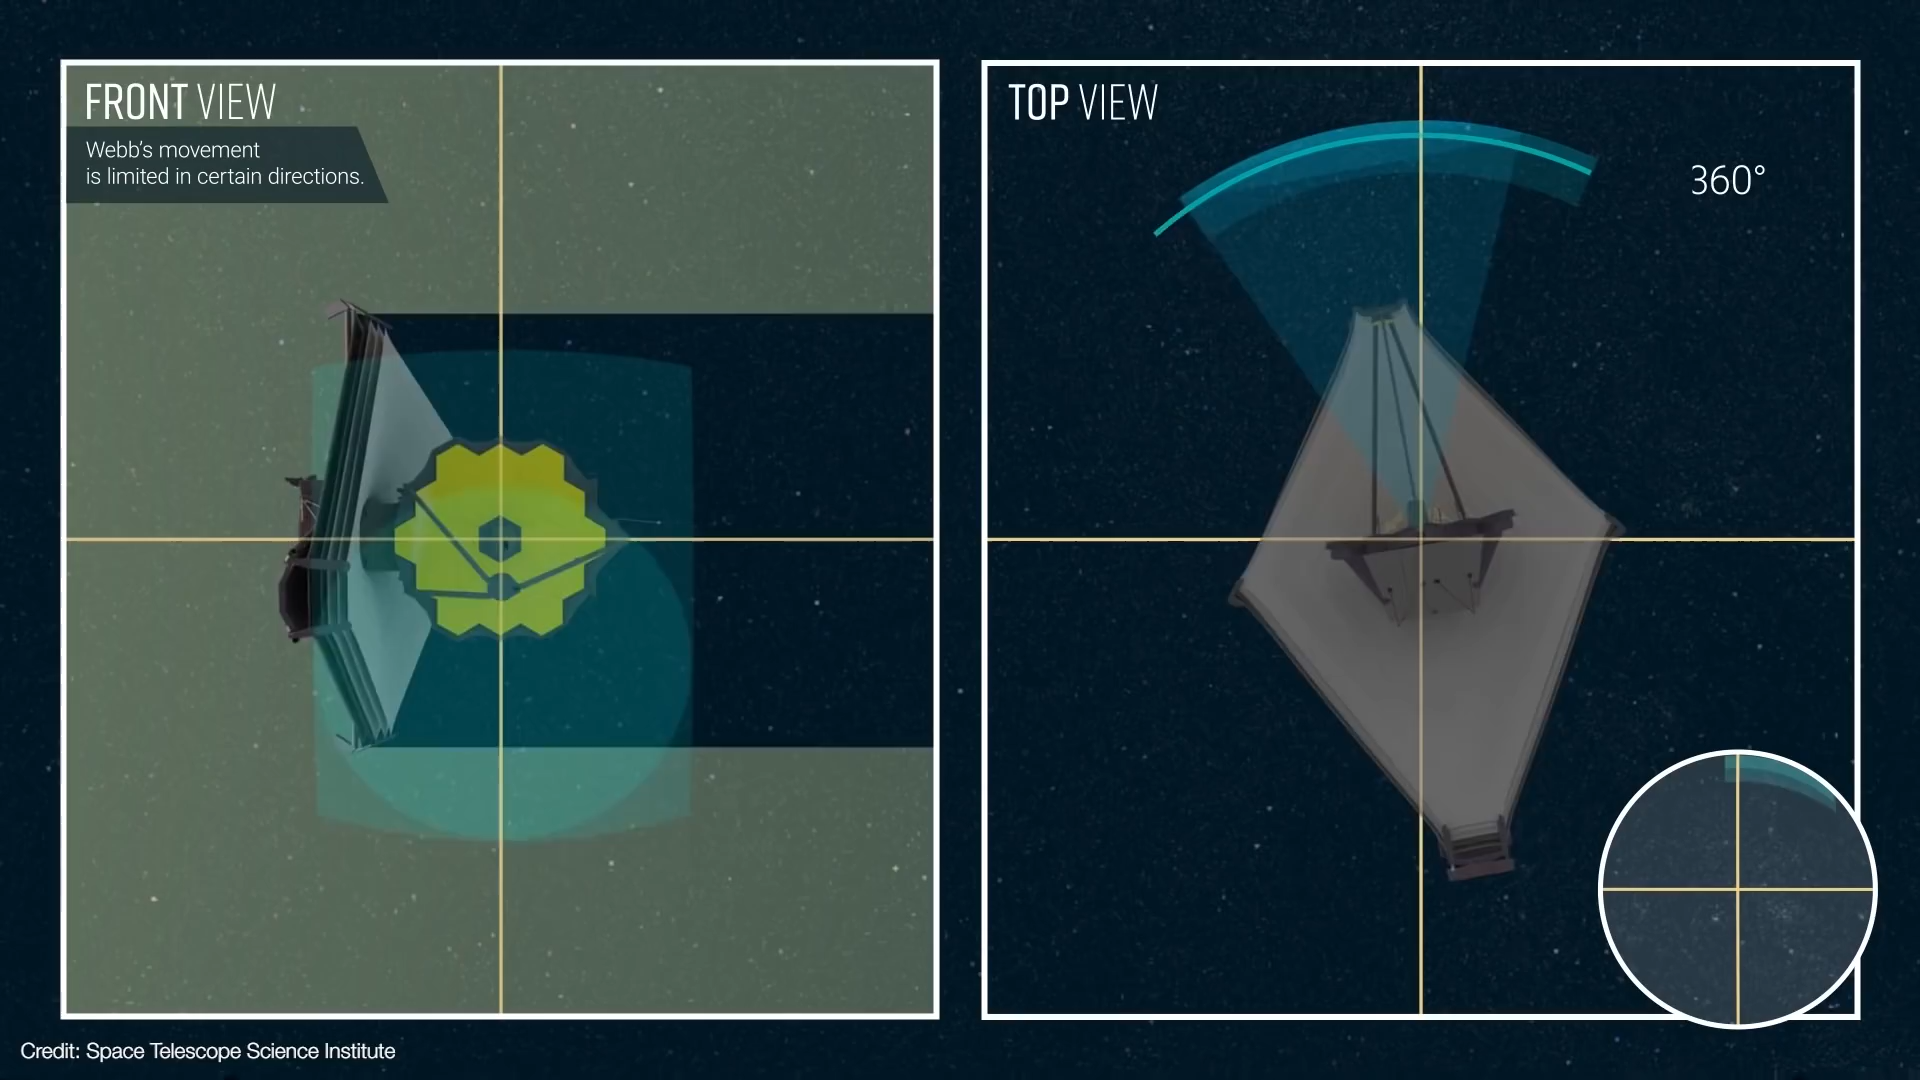 FRONT VIEW
Webb's movement
is limited in certain directions.
TOP VIEW
360°
Credit: Space Telescope Science Institute